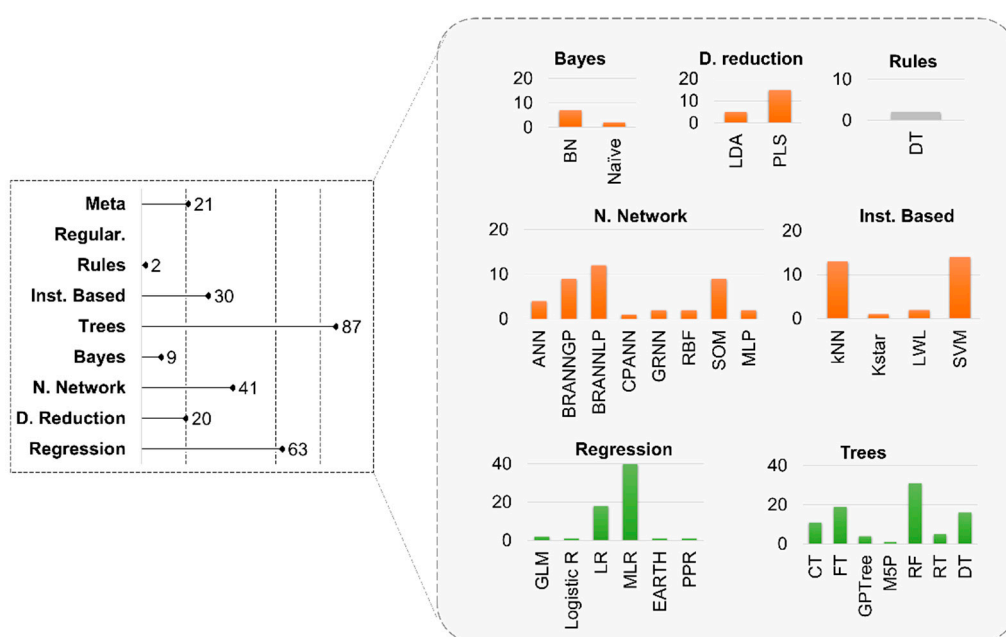 Meta 21
Regular.
Rules 2
Inst. Based 30
Trees 87
Bayes 9
N. Network 41
D. Reduction 20
Regression 63
Bayes
20
10
0
BN
Naïve
D. reduction
20
10
0
LDA
PLS
Rules
10
0
DT
N. Network
20
10
0
ANN
BRANNGP
BRANNLP
CPANN
GRNN
RBF
SOM
MLP
Inst. Based
20
10
0
kNN
Kstar
LWL
SVM
Regression
40
20
0
GLM
Logistic R
LR
MLR
EARTH
PPR
Trees
40
20
0
CT
FT
GPTree
M5P
RF
RT
DT